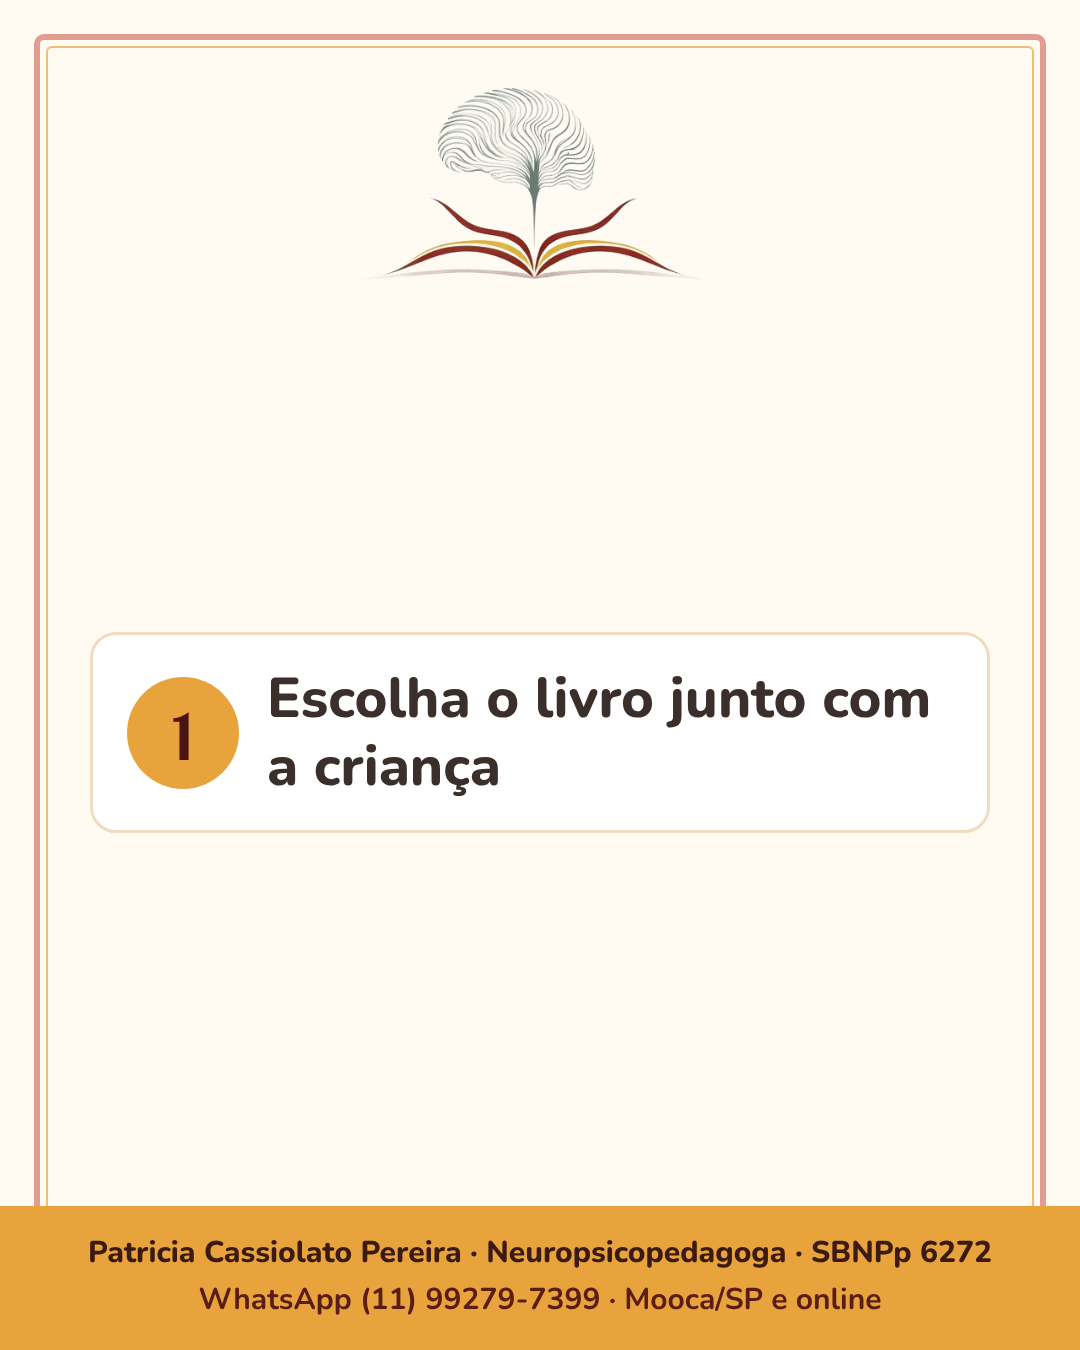 1
Escolha o livro junto com
a criança
Patricia Cassiolato Pereira · Neuropsicopedagoga · SBNPp 6272
WhatsApp (11) 99279-7399 · Mooca/SP e online